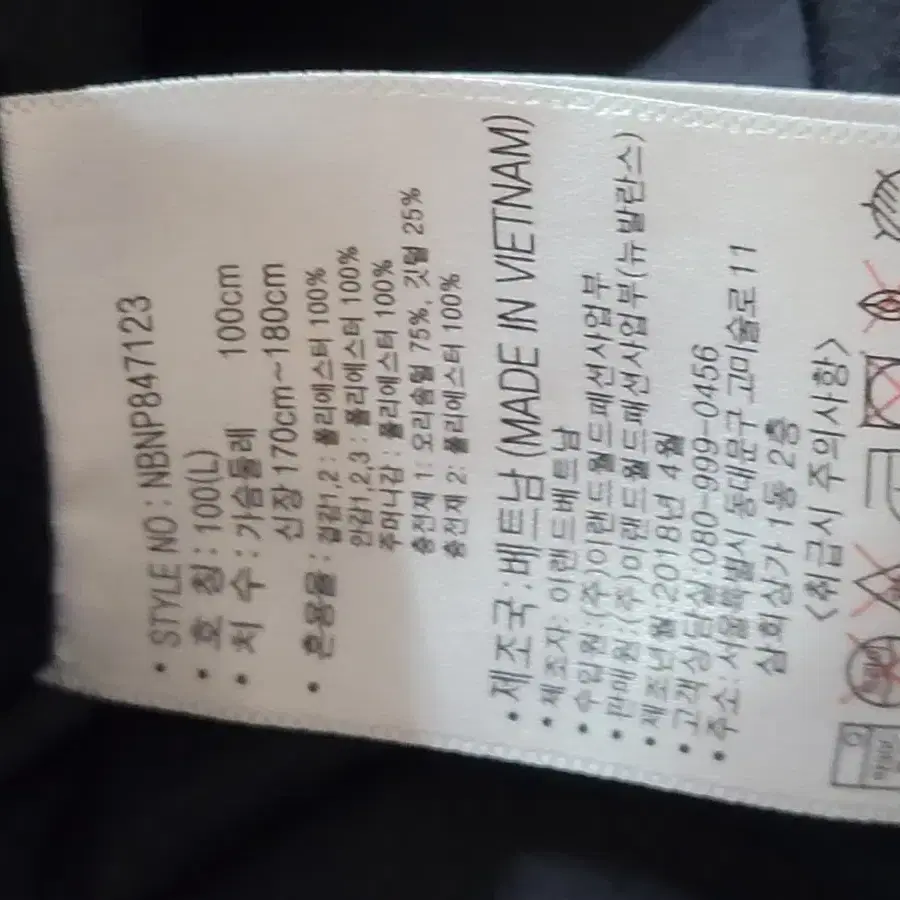 • STYLE NO : NBNP847123
• 호 칭 : 100(L)
• 치 수 : 가슴둘레 100cm
신장 170cm~180cm
• 혼용율 : 겉감1,2 : 폴리에스터 100%
안감1,2,3 : 폴리에스터 100%
주머니감 : 폴리에스터 100%
충전재 1: 오리솜털 75%, 깃털 25%
충전재 2: 폴리에스터 100%
• 제조국 : 베트남 (MADE IN VIETNAM)
• 제조자: 이랜드베트남
• 수입원:(주)이랜드월드패션사업부
• 판매원:(주)이랜드월드패션사업부(뉴발란스)
• 제조년월:2018년 4월
• 고객상담실:080-999-0456
• 주소:서울특별시 동대문구 고미술로 11
삼희상가 1동 2층
<취급시 주의사항>